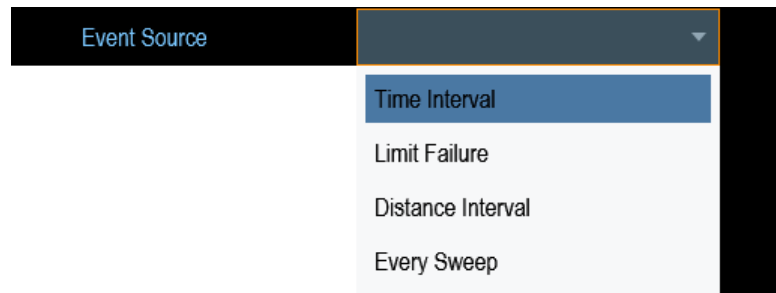 Event Source
Time Interval
Limit Failure
Distance Interval
Every Sweep